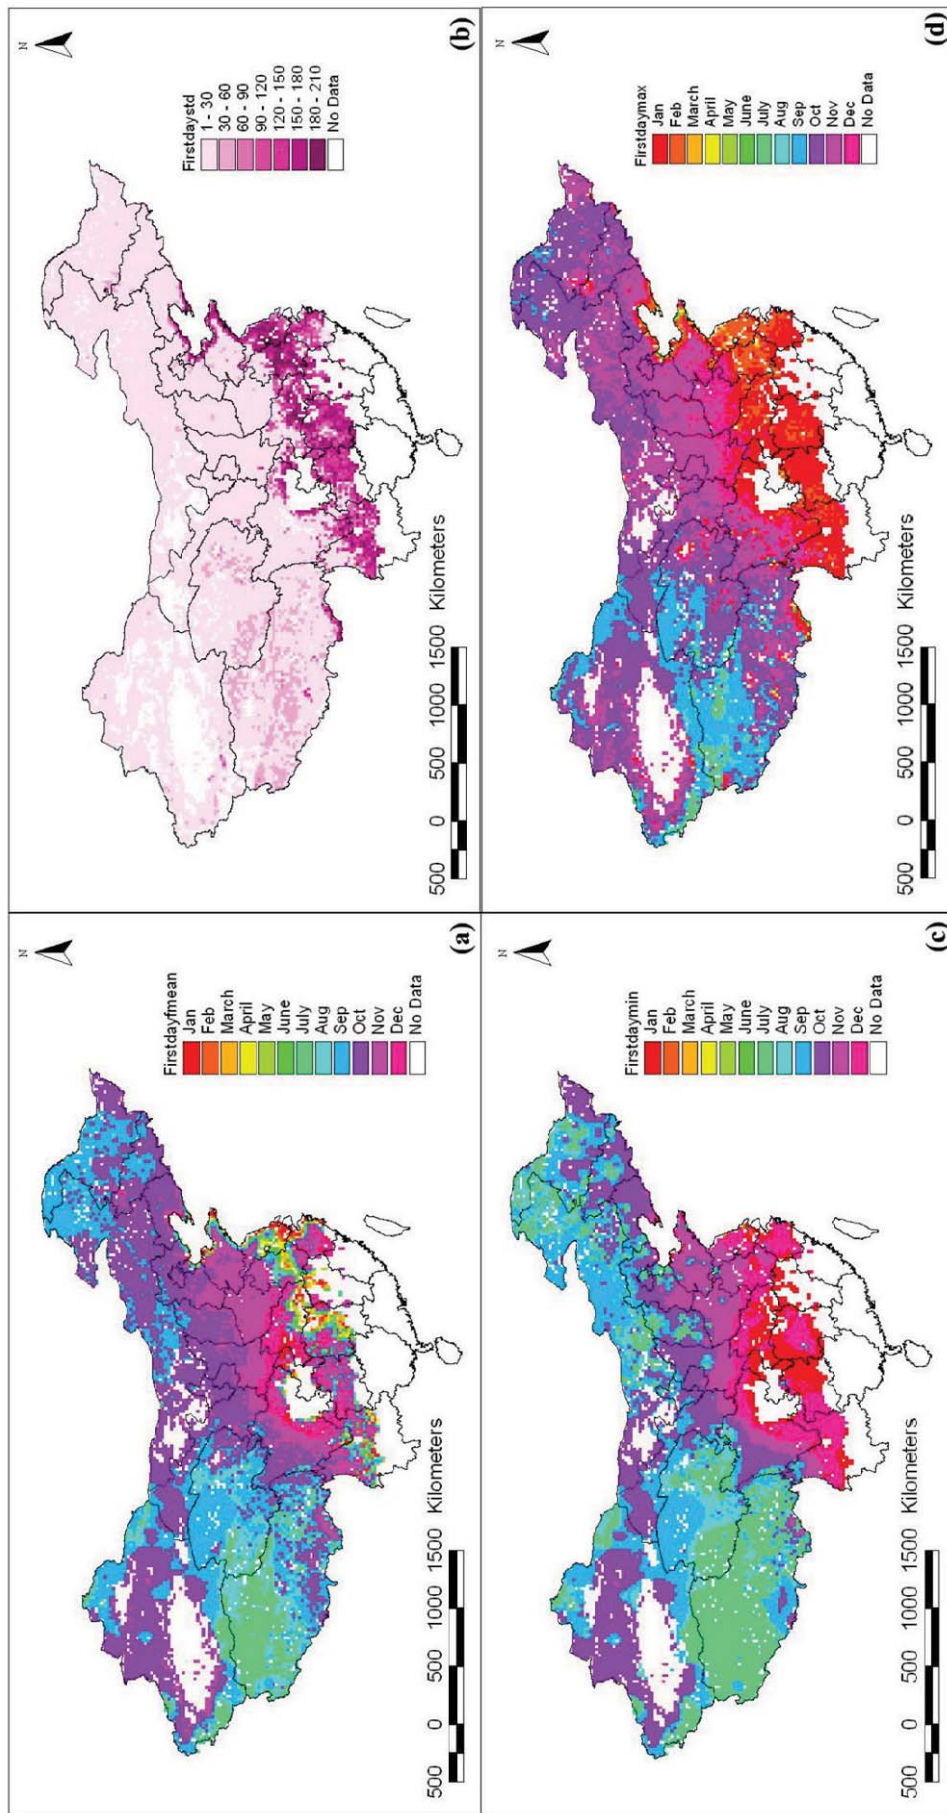 N
Firstdayfmean
Jan
Feb
March
April
May
June
July
Aug
Sep
Oct
Nov
Dec
No Data
500 0 500 1000 1500 Kilometers
(a)
N
Firstdaystd
1 - 30
30 - 60
60 - 90
90 - 120
120 - 150
150 - 180
180 - 210
No Data
500 0 500 1000 1500 Kilometers
(b)
N
Firstdaymin
Jan
Feb
March
April
May
June
July
Aug
Sep
Oct
Nov
Dec
No Data
500 0 500 1000 1500 Kilometers
(c)
N
Firstdaymax
Jan
Feb
March
April
May
June
July
Aug
Sep
Oct
Nov
Dec
No Data
500 0 500 1000 1500 Kilometers
(d)